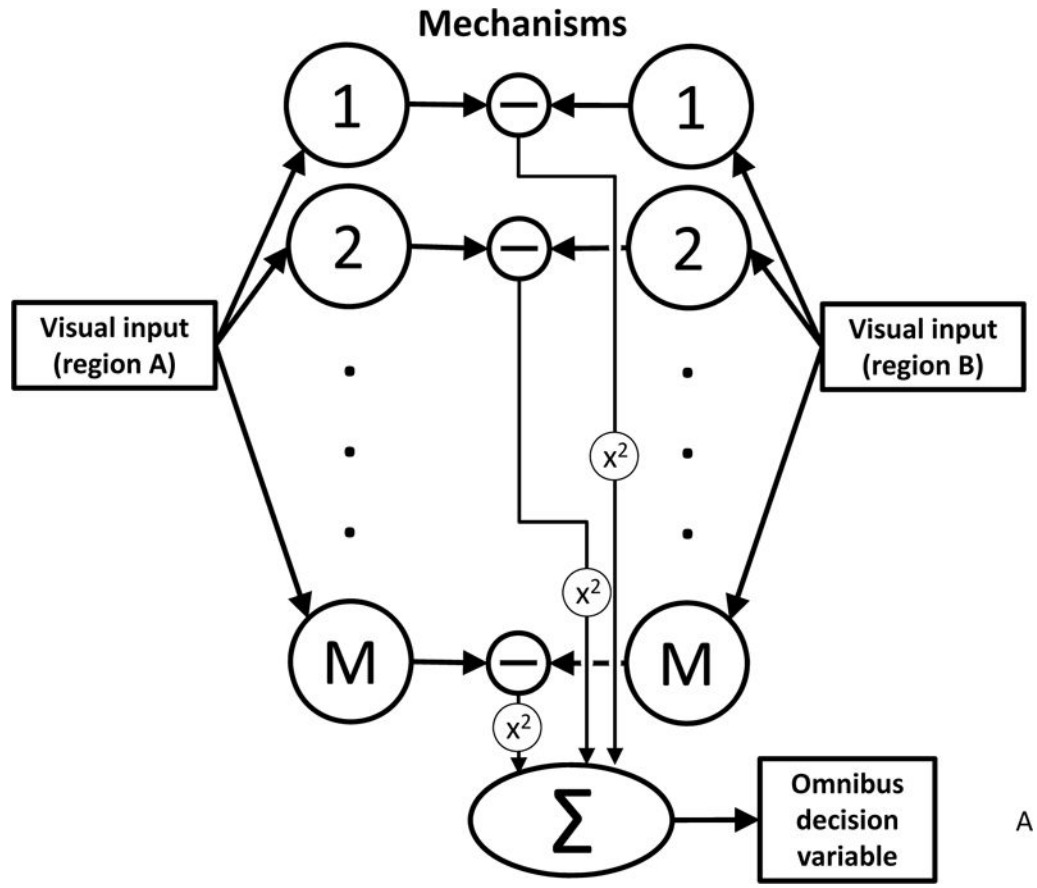 Mechanisms
1
−
1
2
−
2
Visual input
(region A)
Visual input
(region B)
x²
x²
M
−
M
x²
Σ
Omnibus
decision
variable
A